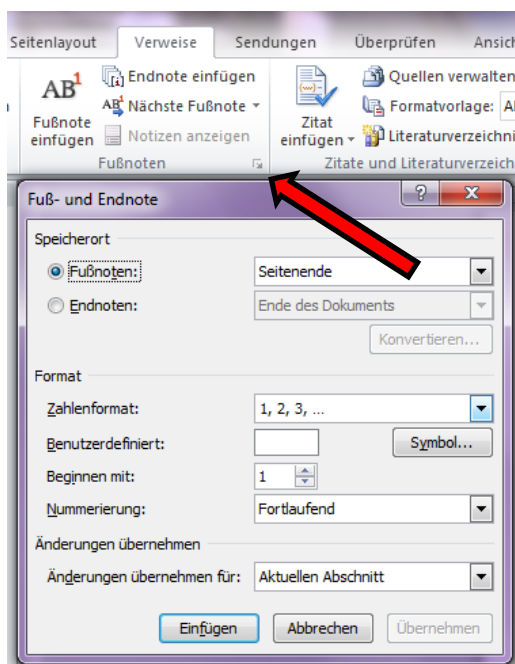 Seitenlayout Verweise Sendungen Überprüfen Ansich
AB¹ Endnote einfügen Quellen verwalten
AB¹ Nächste Fußnote Formatvorlage: A
Fußnote einfügen Notizen anzeigen Zitat einfügen Literaturverzeichni
Fußnoten Zitate und Literaturverzeich
Fuß- und Endnote ? X
Speicherort
Fußnoten: Seitenende
Endnoten: Ende des Dokuments
Konvertieren...
Format
Zahlenformat: 1, 2, 3, ...
Benutzerdefiniert: Symbol...
Beginnen mit: 1
Nummerierung: Fortlaufend
Änderungen übernehmen
Änderungen übernehmen für: Aktuellen Abschnitt
Einfügen Abbrechen Übernehmen